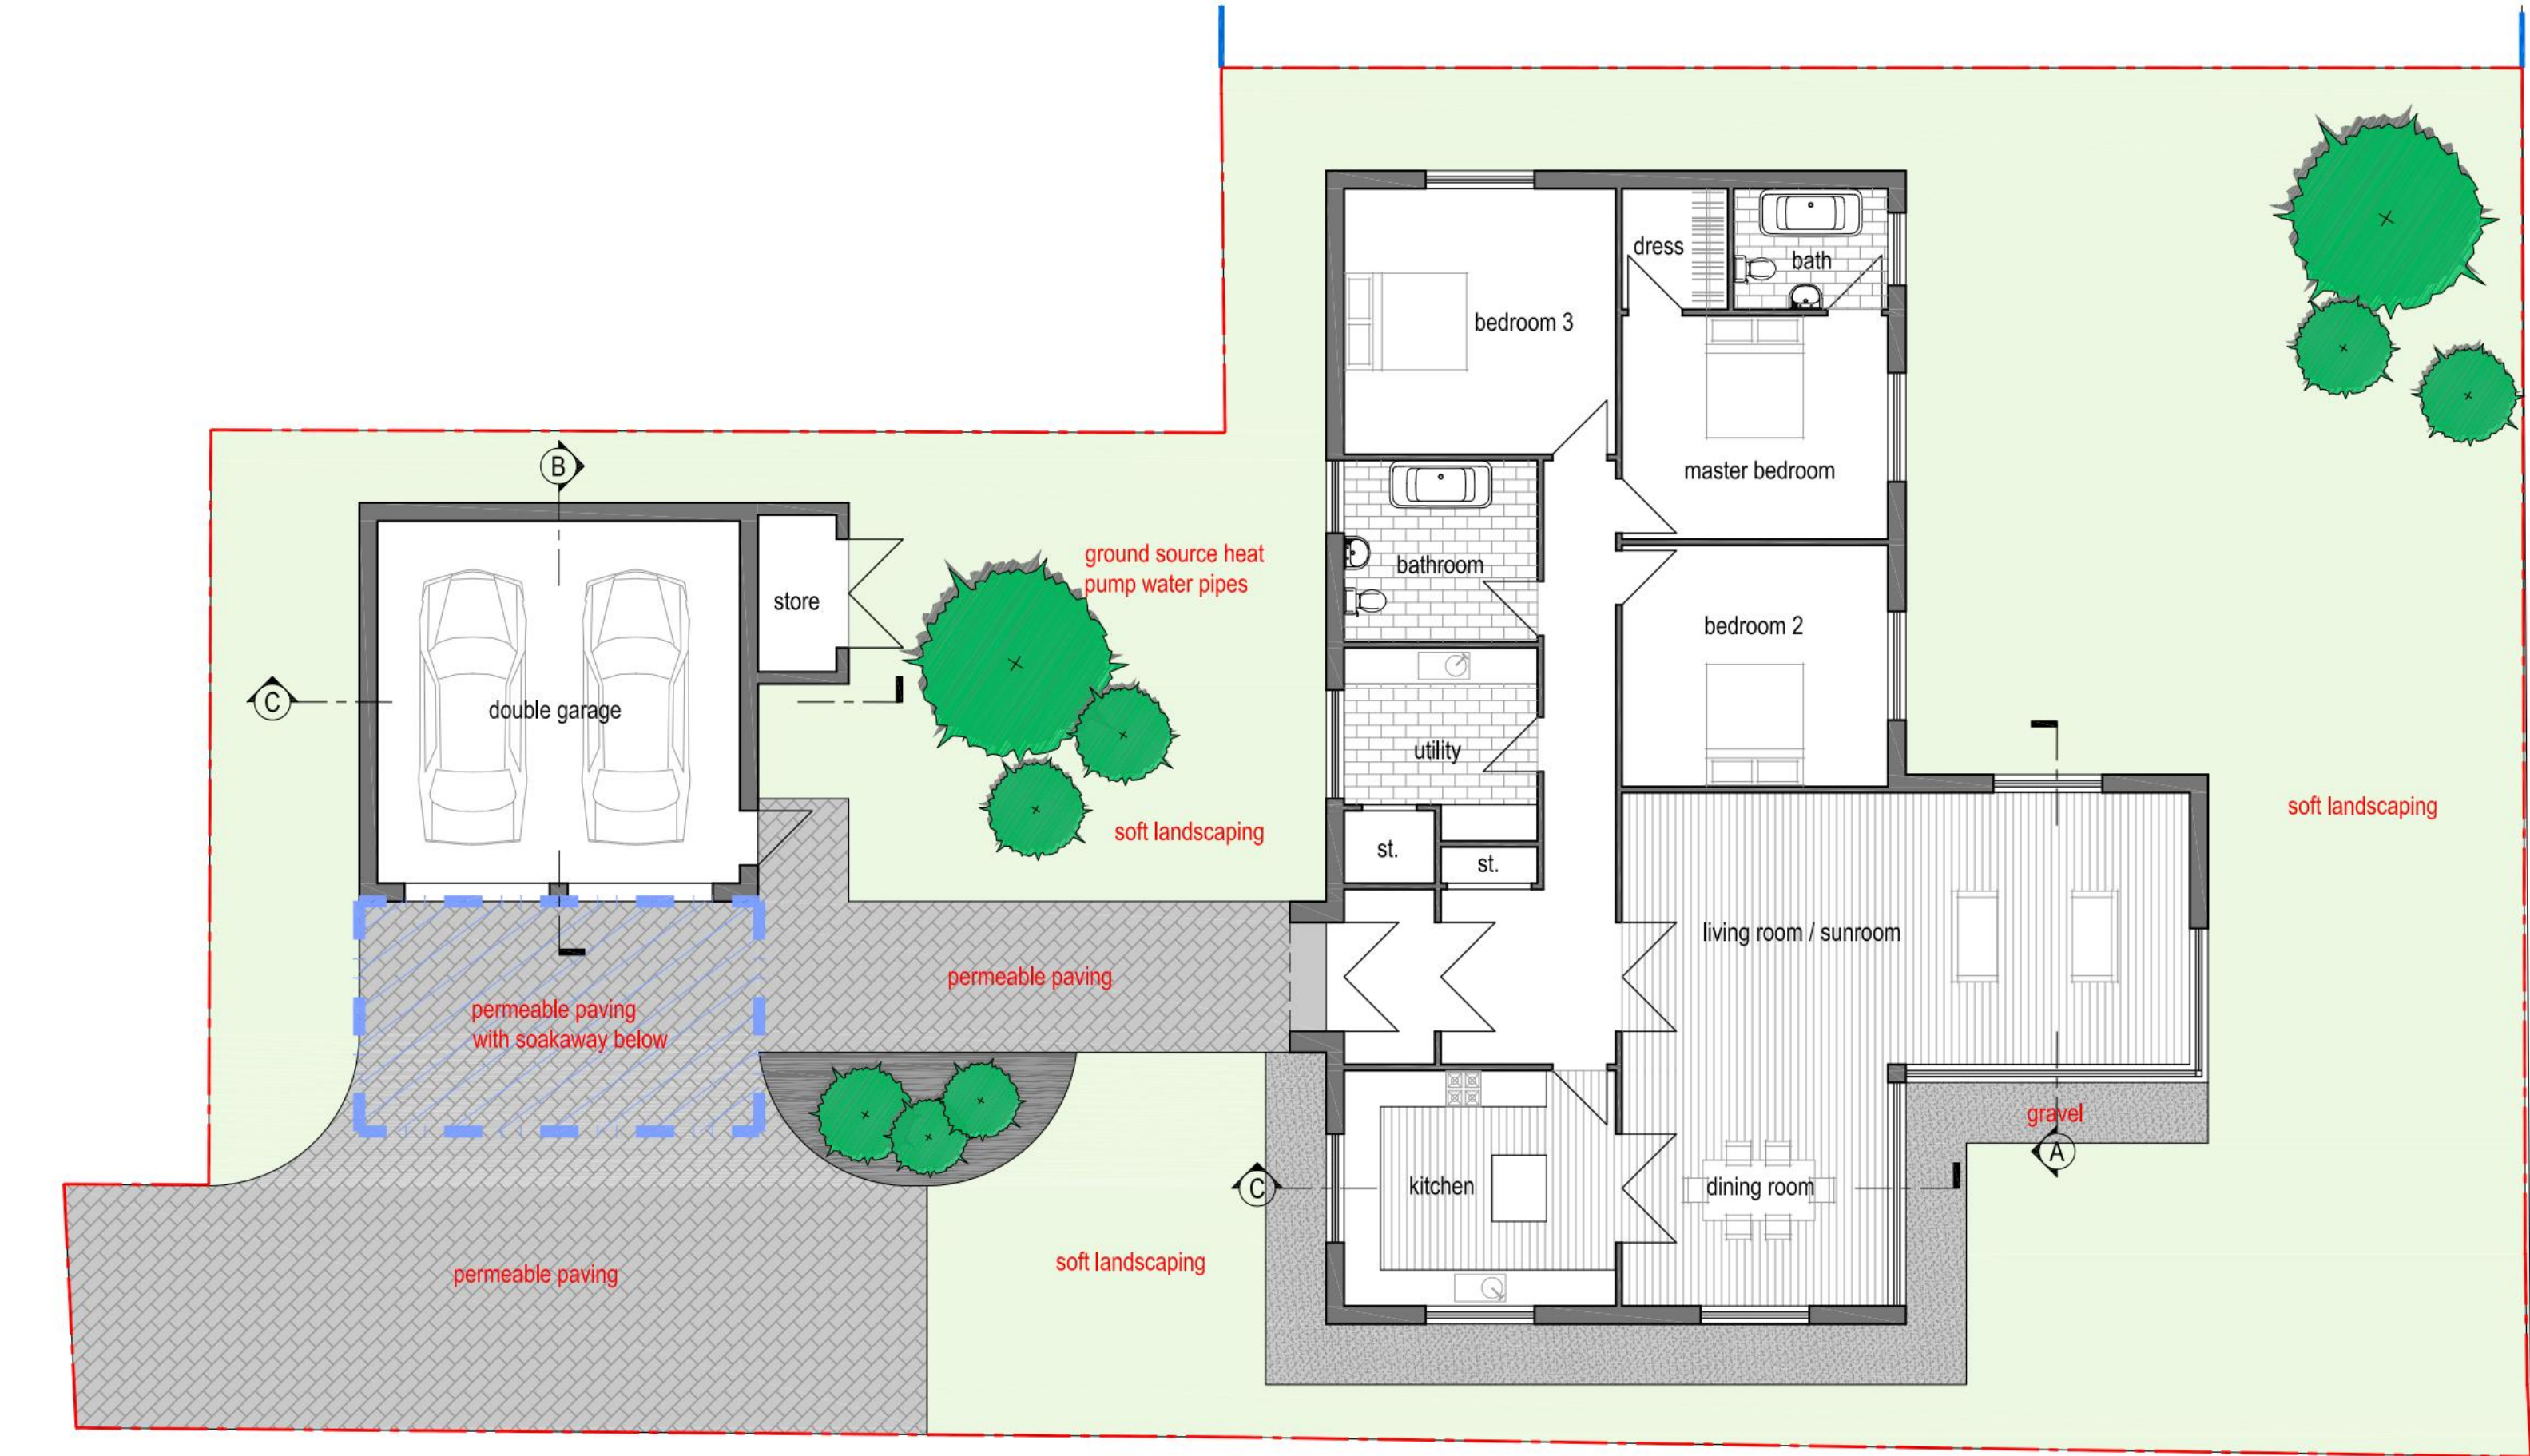 dress
bath
bedroom 3
B
master bedroom
ground source heat
pump water pipes
bathroom
store
bedroom 2
C
double garage
utility
soft landscaping
soft landscaping
st.
st.
living room / sunroom
permeable paving
permeable paving
with soakaway below
gravel
A
C
kitchen
dining room
soft landscaping
permeable paving